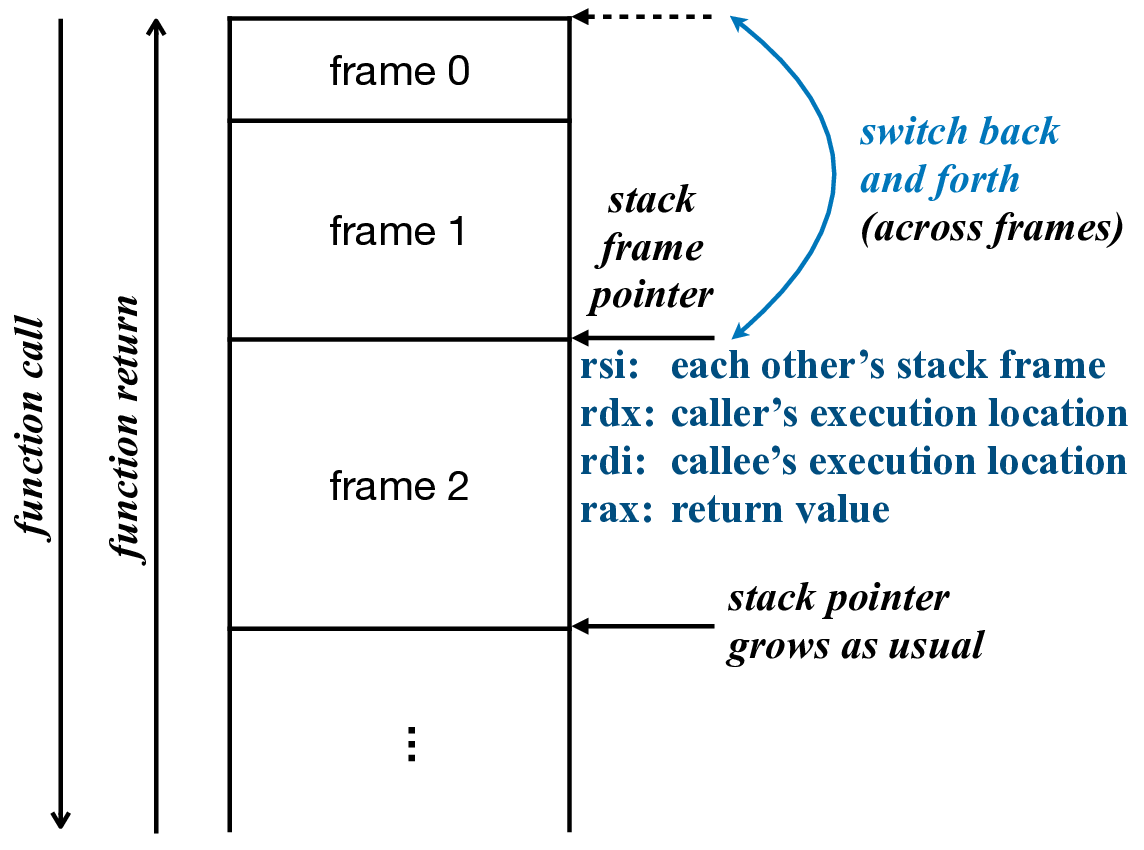 function call
function return
frame 0
frame 1
frame 2
⋮
stack
frame
pointer
switch back
and forth
(across frames)
rsi: each other’s stack frame
rdx: caller’s execution location
rdi: callee’s execution location
rax: return value
stack pointer
grows as usual